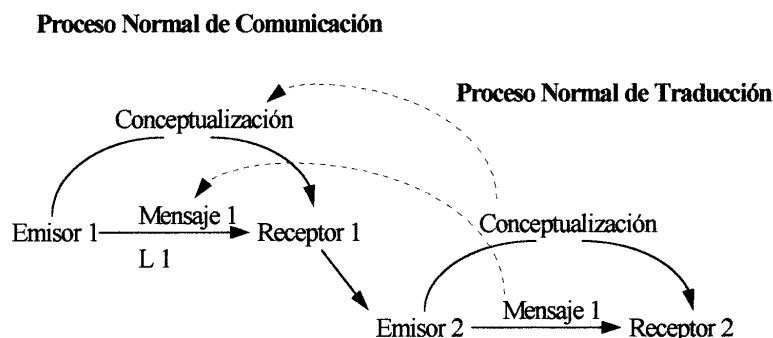 Proceso Normal de Comunicación
Proceso Normal de Traducción
Conceptualización
Mensaje 1
Emisor 1
Receptor 1
L 1
Conceptualización
Mensaje 1
Emisor 2
Receptor 2